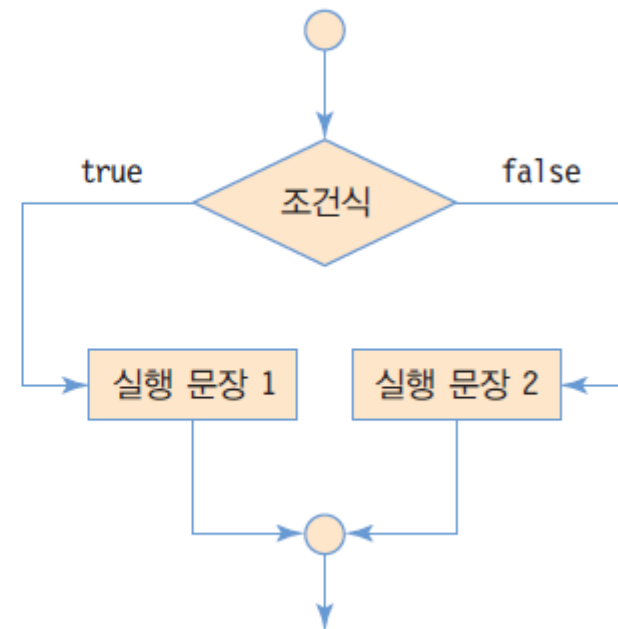 true
false
조건식
실행 문장 1
실행 문장 2